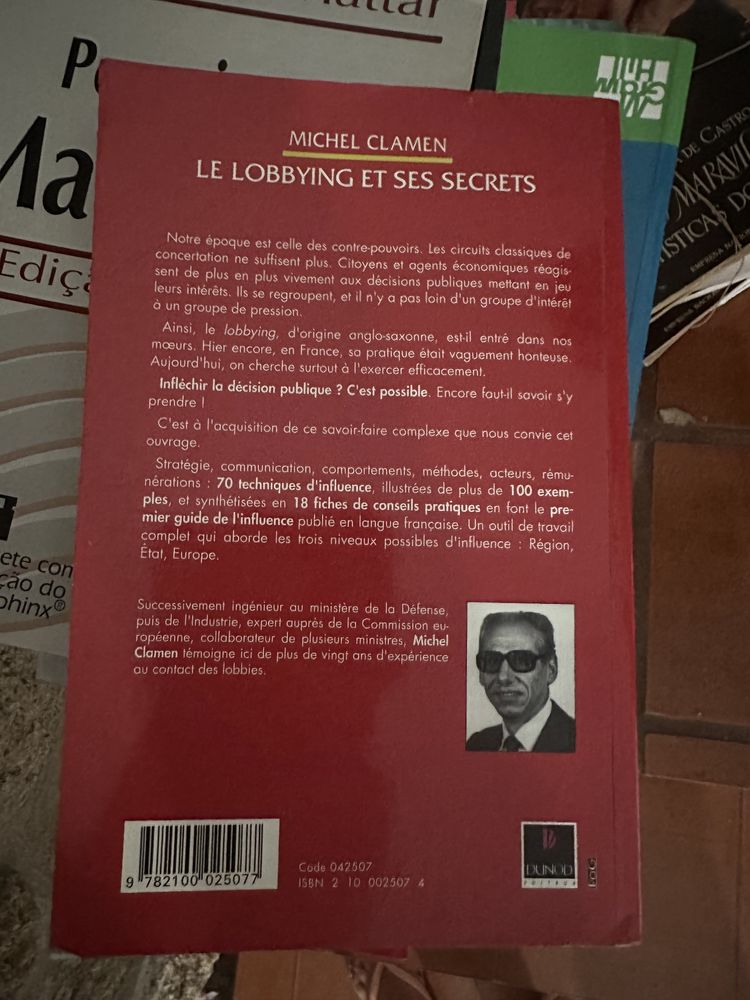 MICHEL CLAMEN
LE LOBBYING ET SES SECRETS
Notre époque est celle des contre-pouvoirs. Les circuits classiques de
concertation ne suffisent plus. Citoyens et agents économiques réagis-
sent de plus en plus vivement aux décisions publiques mettant en jeu
leurs intérêts. Ils se regroupent, et il n'y a pas loin d'un groupe d'intérêt
à un groupe de pression.
Ainsi, le lobbying, d'origine anglo-saxonne, est-il entré dans nos
mœurs. Hier encore, en France, sa pratique était vaguement honteuse.
Aujourd'hui, on cherche surtout à l'exercer efficacement.
Infléchir la décision publique ? C'est possible. Encore faut-il savoir s'y
prendre !
C'est à l'acquisition de ce savoir-faire complexe que nous convie cet
ouvrage.
Stratégie, communication, comportements, méthodes, acteurs, rému-
nérations : 70 techniques d'influence, illustrées de plus de 100 exem-
ples, et synthétisées en 18 fiches de conseils pratiques en font le pre-
mier guide de l'influence publié en langue française. Un outil de travail
complet qui aborde les trois niveaux possibles d'influence : Région,
État, Europe.
Successivement ingénieur au ministère de la Défense,
puis de l'Industrie, expert auprès de la Commission eu-
ropéenne, collaborateur de plusieurs ministres, Michel
Clamen témoigne ici de plus de vingt ans d'expérience
au contact des lobbies.
9 782100 025077
Code 042507
ISBN 2 10 002507 4
DUNOD
EDITEUR
Ma
Ediç
ete com
ção do
phinx®
Mc
Graw
Hill
DE CASTRO
MARAVI
ÍSTICAS D